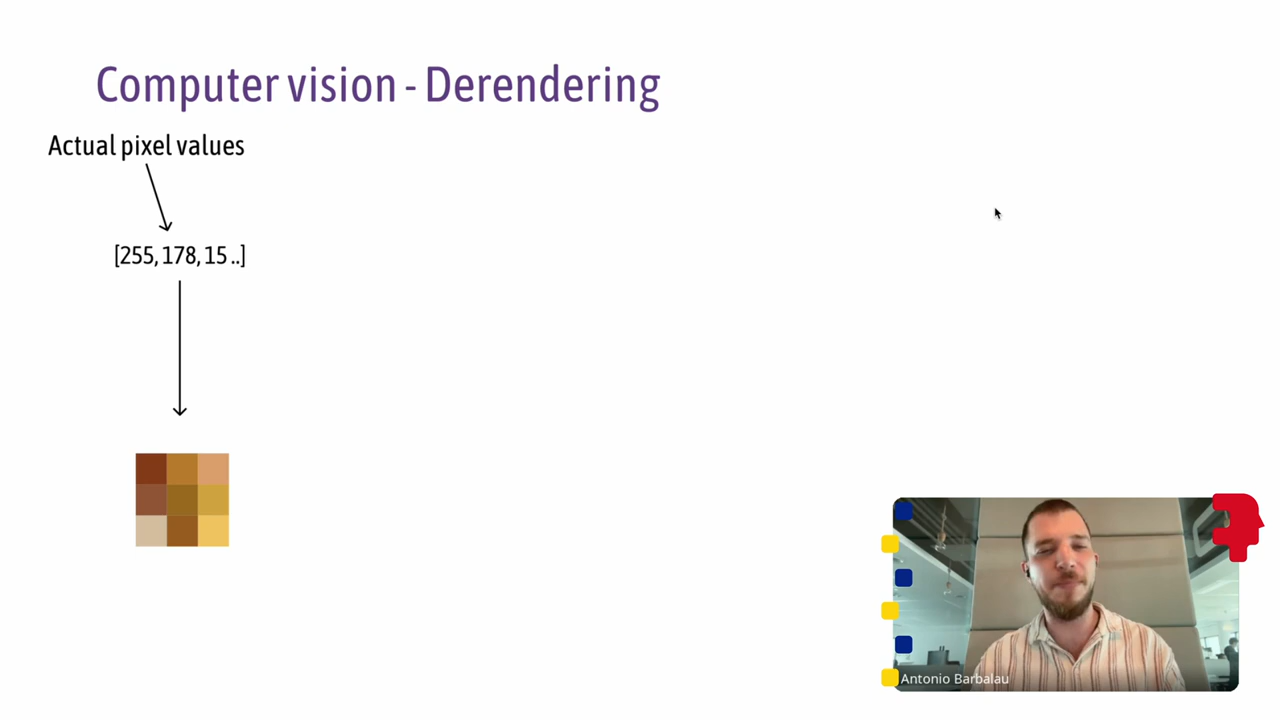 Computer vision - Derendering
Actual pixel values
[255, 178, 15 ..]
Antonio Barbalau